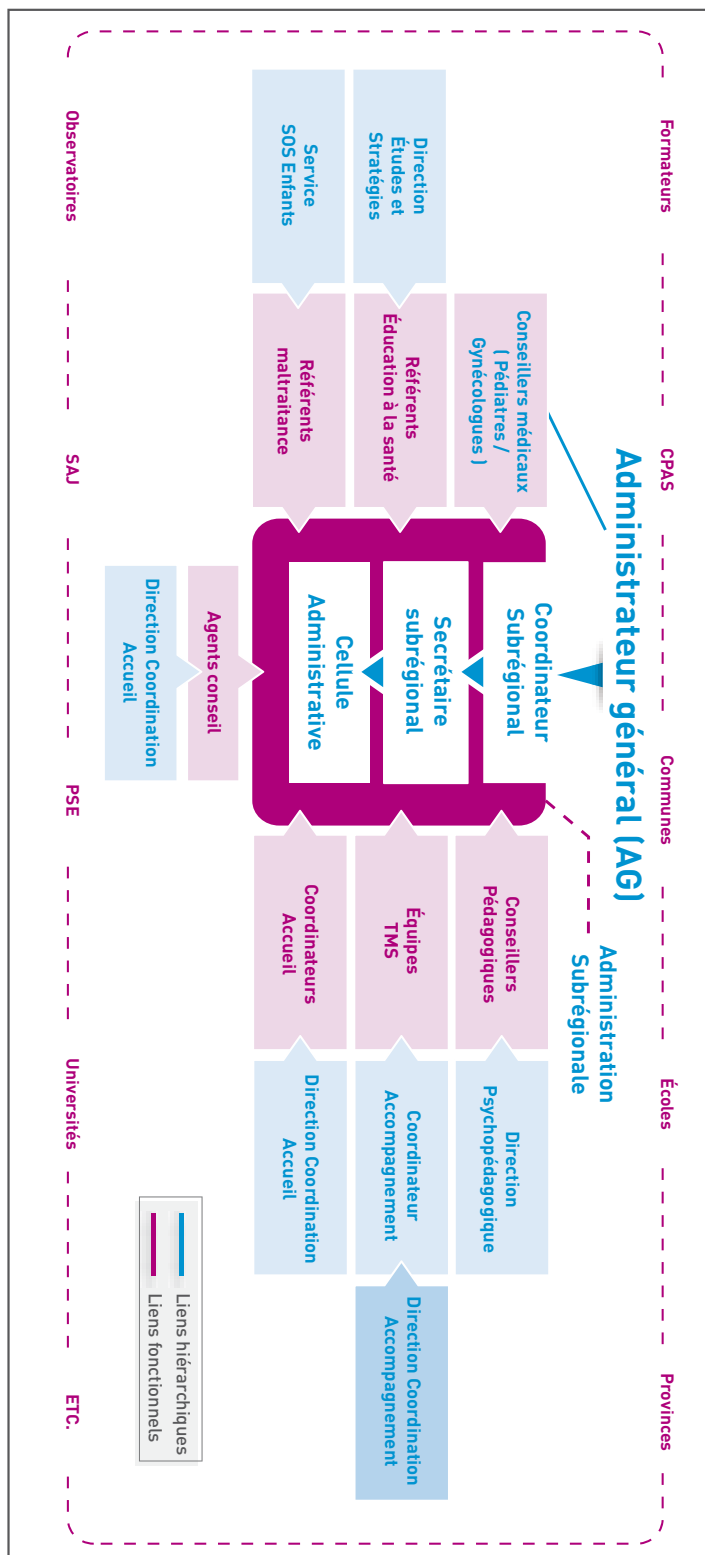 Formateurs
CPAS
Communes
Écoles
Provinces
Administrateur général (AG)
Administration
Subrégionale
Conseillers médicaux
( Pédiatres /
Gynécologues )
Coordinateur
Subrégional
Conseillers
Pédagogiques
Direction
Psychopédagogique
Direction
Études et
Stratégies
Référents
Éducation à la santé
Secrétaire
subrégional
Équipes
TMS
Coordinateur
Accompagnement
Direction Coordination
Accompagnement
Service
SOS Enfants
Référents
maltraitance
Cellule
Administrative
Coordinateurs
Accueil
Direction Coordination
Accueil
Agents conseil
Direction Coordination
Accueil
Liens hiérarchiques
Liens fonctionnels
Observatoires
SAJ
PSE
Universités
ETC.